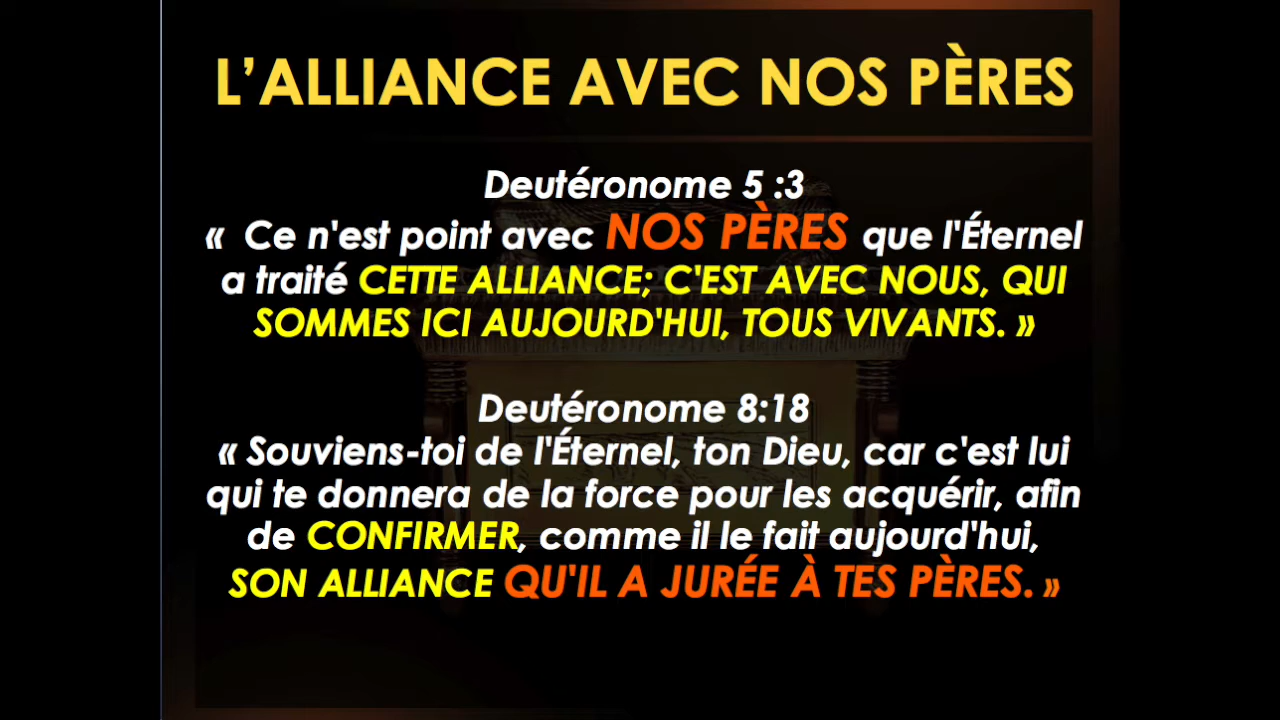 L’ALLIANCE AVEC NOS PÈRES
Deutéronome 5 :3
«  Ce n'est point avec NOS PÈRES que l'Éternel
a traité CETTE ALLIANCE; C'EST AVEC NOUS, QUI
SOMMES ICI AUJOURD'HUI, TOUS VIVANTS. »
Deutéronome 8:18
« Souviens-toi de l'Éternel, ton Dieu, car c'est lui
qui te donnera de la force pour les acquérir, afin
de CONFIRMER, comme il le fait aujourd'hui,
SON ALLIANCE QU'IL A JURÉE À TES PÈRES. »